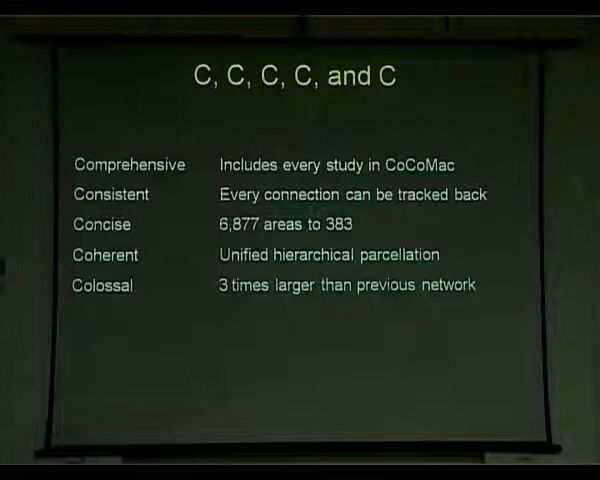 C, C, C, C, and C
Comprehensive Includes every study in CoCoMac
Consistent Every connection can be tracked back
Concise 6,877 areas to 383
Coherent Unified hierarchical parcellation
Colossal 3 times larger than previous network